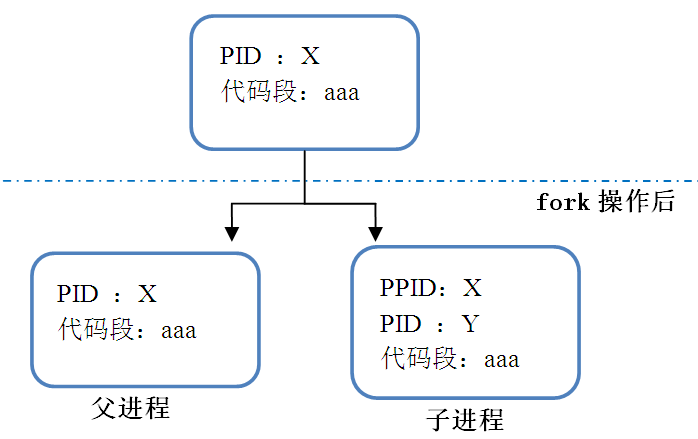 PID ：X
代码段：aaa
fork 操作后
PID ：X
代码段：aaa
PPID：X
PID ：Y
代码段：aaa
父进程
子进程